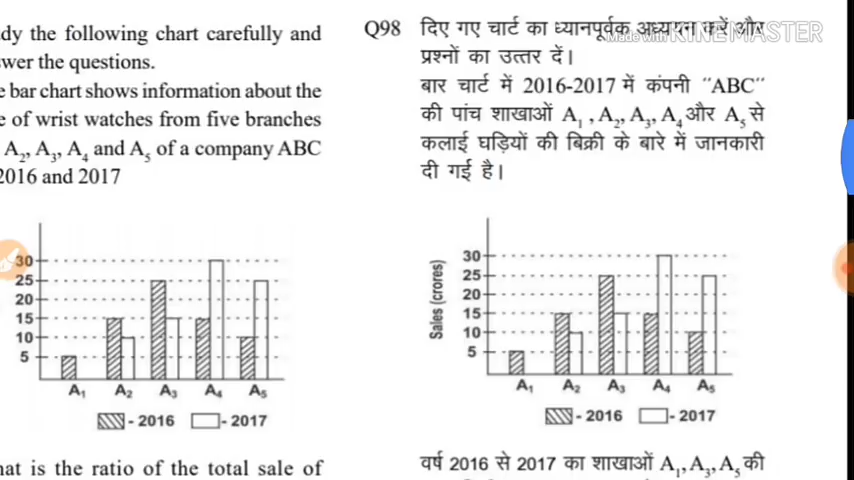 dy the following chart carefully and
swer the questions.
e bar chart shows information about the
e of wrist watches from five branches
A₂, A₃, A₄ and A₅ of a company ABC
2016 and 2017
30
25
20
15
10
5
A₁ A₂ A₃ A₄ A₅
- 2016 - 2017
hat is the ratio of the total sale of
Made with KINEMASTER
Q98 दिए गए चार्ट का ध्यानपूर्वक अध्ययन करें और
प्रश्नों का उत्तर दें।
बार चार्ट में 2016-2017 में कंपनी "ABC"
की पांच शाखाओं A₁, A₂, A₃, A₄ और A₅ से
कलाई घड़ियों की बिक्री के बारे में जानकारी
दी गई है।
Sales (crores)
30
25
20
15
10
5
A₁ A₂ A₃ A₄ A₅
- 2016 - 2017
वर्ष 2016 से 2017 का शाखाओं A₁, A₃, A₅ की